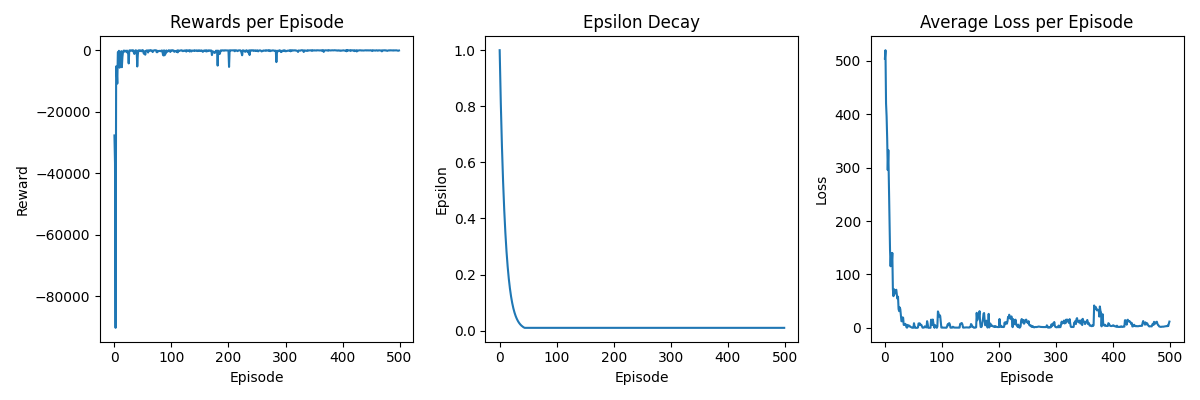 Rewards per Episode
Reward
0
−20000
−40000
−60000
−80000
0 100 200 300 400 500
Episode
Epsilon Decay
Epsilon
1.0
0.8
0.6
0.4
0.2
0.0
0 100 200 300 400 500
Episode
Average Loss per Episode
Loss
500
400
300
200
100
0
0 100 200 300 400 500
Episode